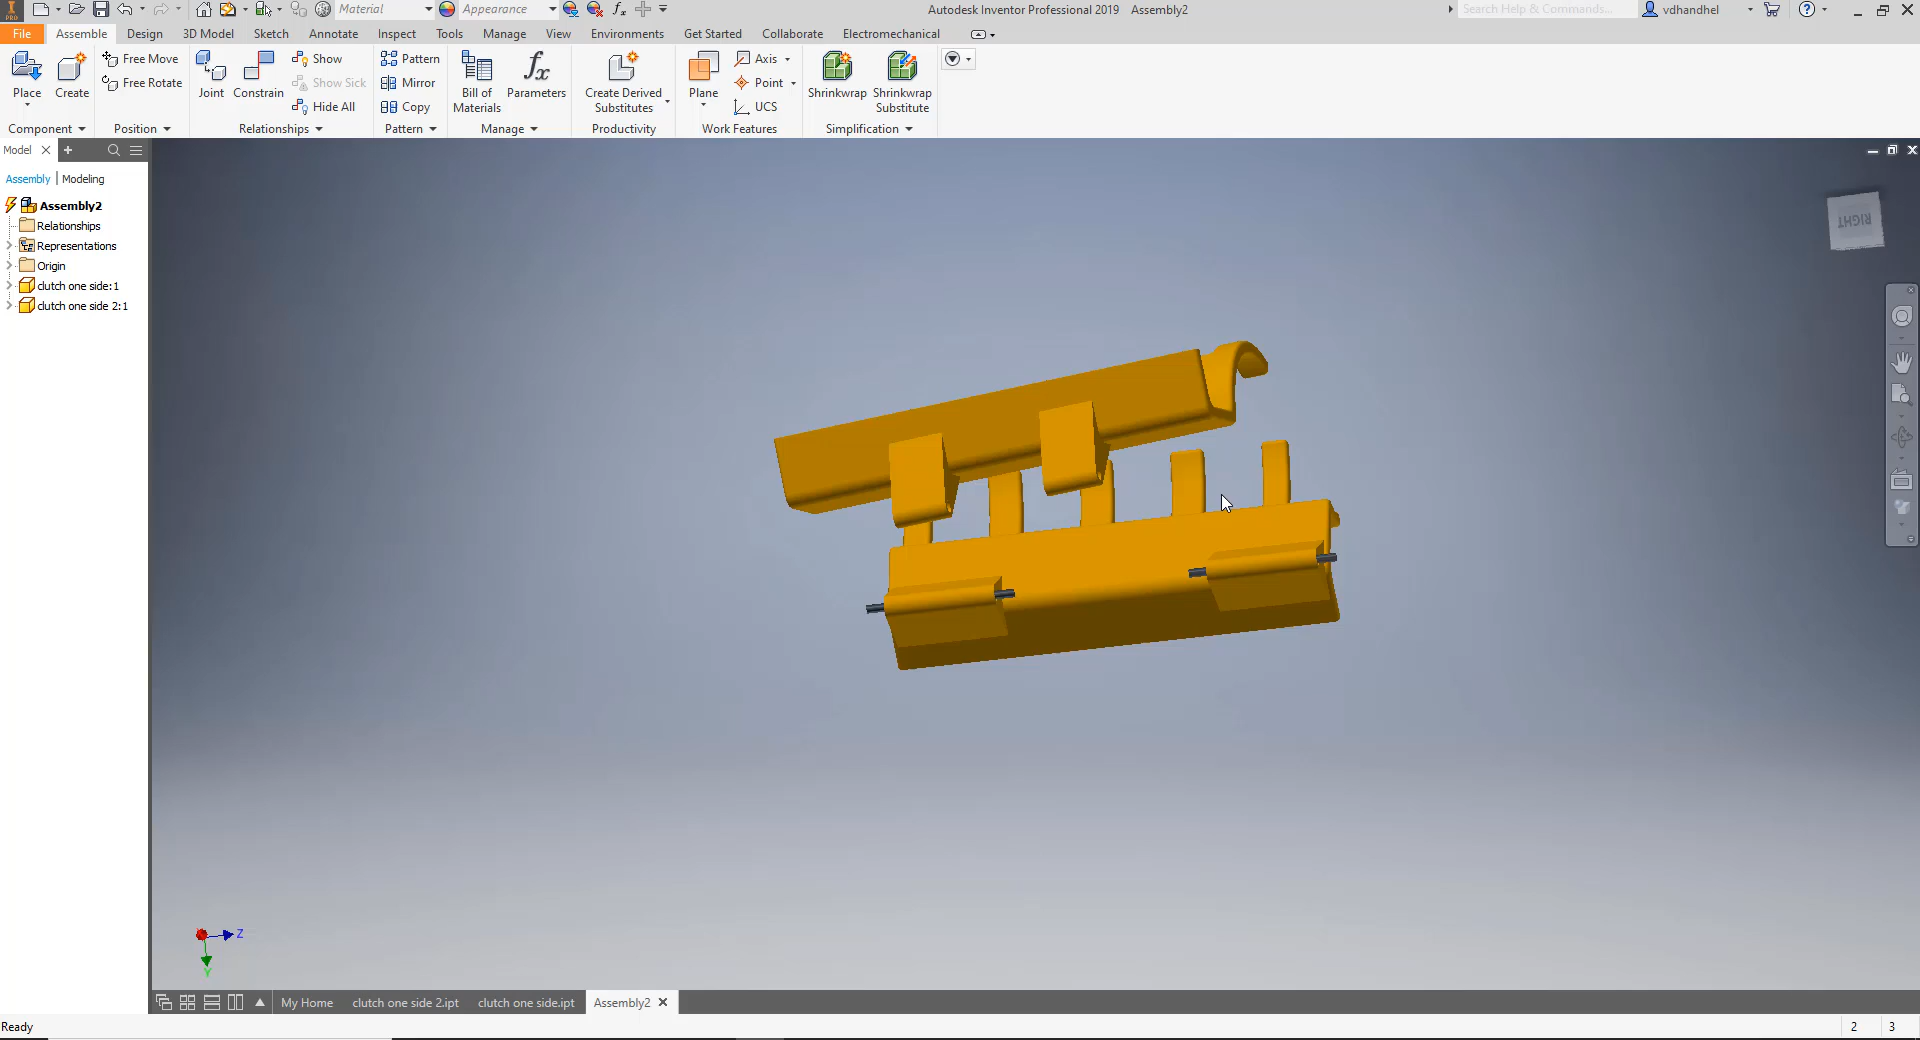 Material
Appearance
fx
Autodesk Inventor Professional 2019 Assembly2
Search Help & Commands...
vdhandhel
PRO
File Assemble Design 3D Model Sketch Annotate Inspect Tools Manage View Environments Get Started Collaborate Electromechanical
Place
Create
Free Move
Free Rotate
Joint
Constrain
Show
Show Sick
Hide All
Pattern
Mirror
Copy
Bill of
Materials
fx
Parameters
Create Derived
Substitutes
Plane
Axis
Point
UCS
Shrinkwrap
Shrinkwrap
Substitute
Component Position Relationships Pattern Manage Productivity Work Features Simplification
Model
Assembly | Modeling
Assembly2
Relationships
Representations
Origin
clutch one side:1
clutch one side 2:1
RIGHT
Z
Y
My Home clutch one side 2.ipt clutch one side.ipt Assembly2
Ready
2 3